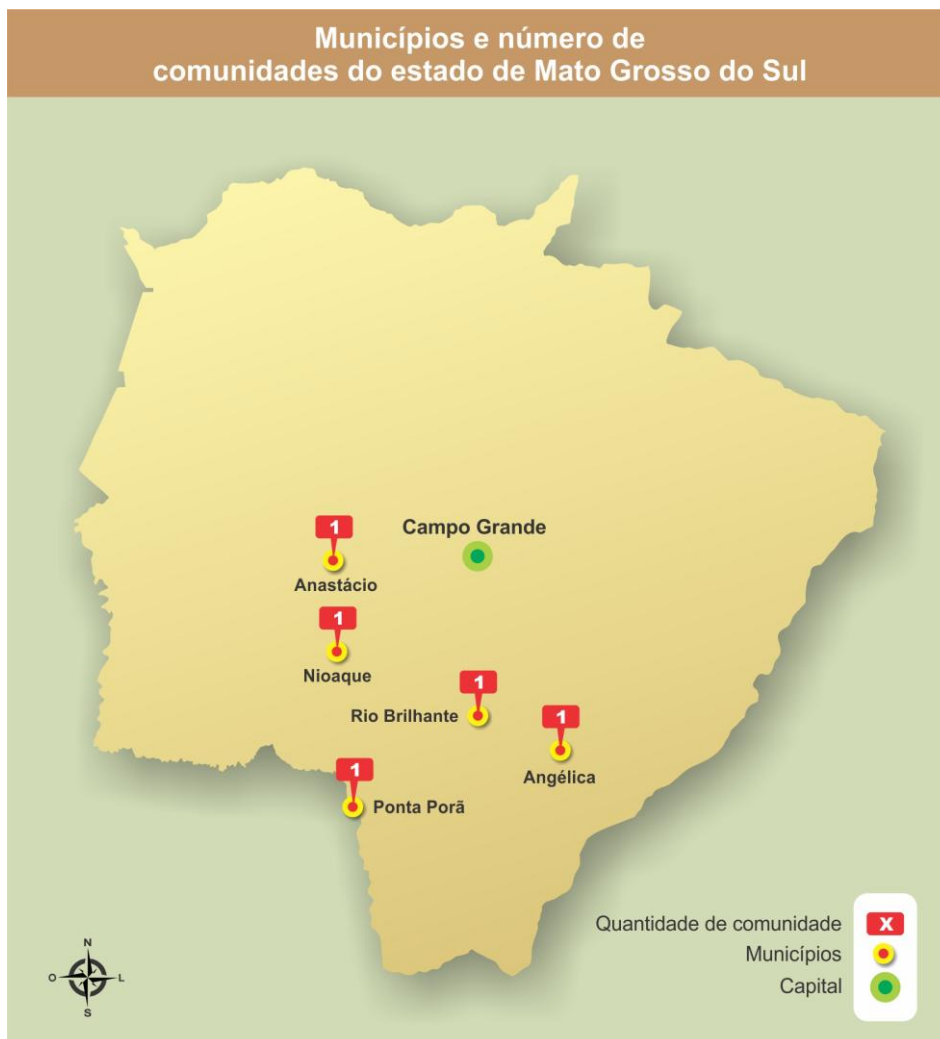 Municípios e número de
comunidades do estado de Mato Grosso do Sul
1
Campo Grande
Anastácio
1
Nioaque
1
Rio Brilhante
1
Angélica
1
Ponta Porã
Quantidade de comunidade X
Municípios
Capital
N
O L
S